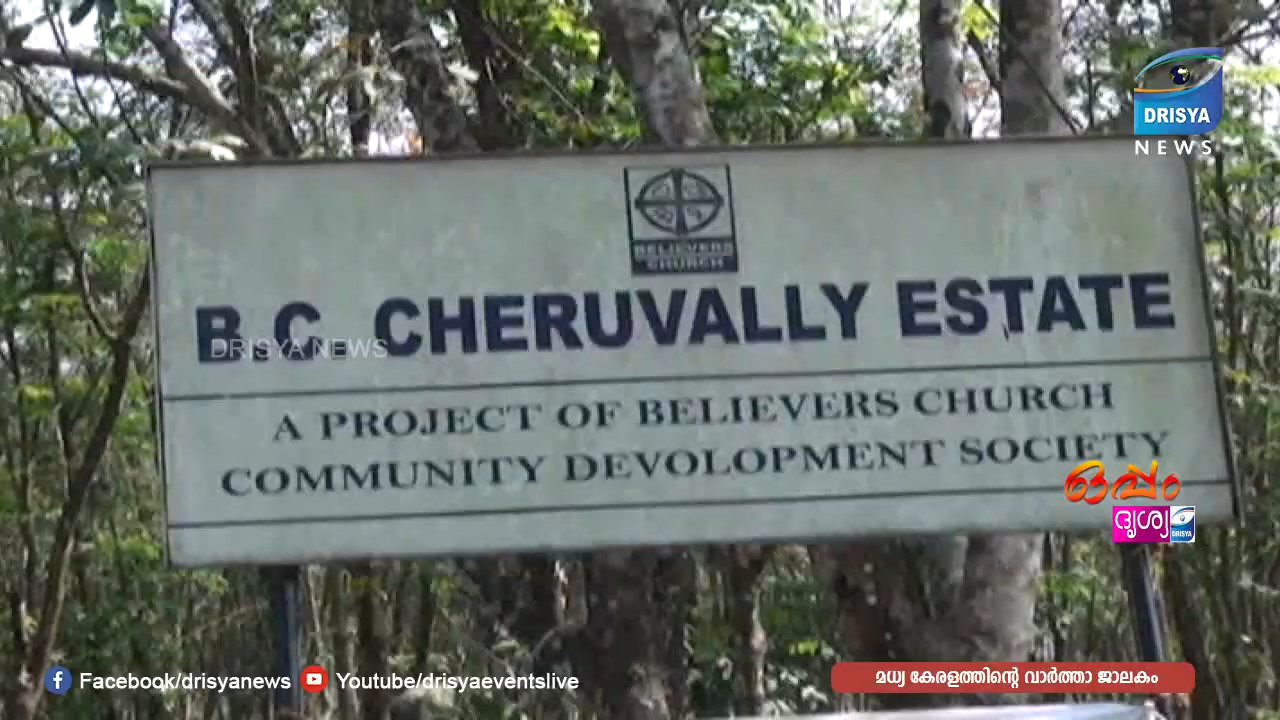 DRISYA
NEWS
BELIEVERS
CHURCH
B.C. CHERUVALLY ESTATE
DRISYA NEWS
A PROJECT OF BELIEVERS CHURCH
COMMUNITY DEVOLOPMENT SOCIETY
ഒപ്പം
ദൃശ്യ
DRISYA
Facebook/drisyanews Youtube/drisyaeventslive
മധ്യ കേരളത്തിന്റെ വാർത്താ ജാലകം